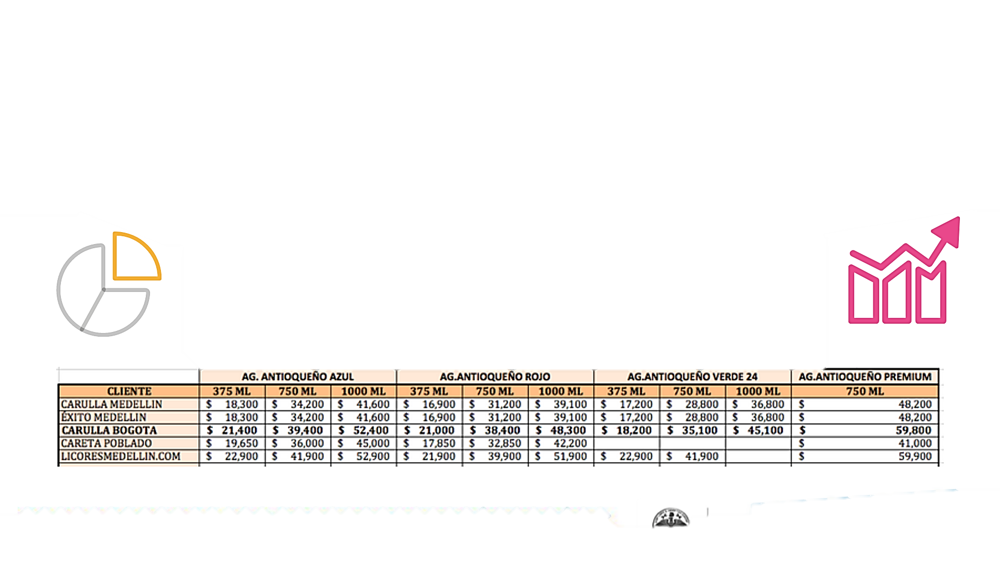 AG. ANTIOQUEÑO AZUL AG.ANTIOQUEÑO ROJO AG.ANTIOQUEÑO VERDE 24 AG.ANTIOQUEÑO PREMIUM
CLIENTE 375 ML 750 ML 1000 ML 375 ML 750 ML 1000 ML 375 ML 750 ML 1000 ML 750 ML
CARULLA MEDELLIN $ 18,300 $ 34,200 $ 41,600 $ 16,900 $ 31,200 $ 39,100 $ 17,200 $ 28,800 $ 36,800 $ 48,200
ÉXITO MEDELLIN $ 18,300 $ 34,200 $ 41,600 $ 16,900 $ 31,200 $ 39,100 $ 17,200 $ 28,800 $ 36,800 $ 48,200
CARULLA BOGOTA $ 21,400 $ 39,400 $ 52,400 $ 21,000 $ 38,400 $ 48,300 $ 18,200 $ 35,100 $ 45,100 $ 59,800
CARETA POBLADO $ 19,650 $ 36,000 $ 45,000 $ 17,850 $ 32,850 $ 42,200 $ 41,000
LICORESMEDELLIN.COM $ 22,900 $ 41,900 $ 52,900 $ 21,900 $ 39,900 $ 51,900 $ 22,900 $ 41,900 $ 59,900